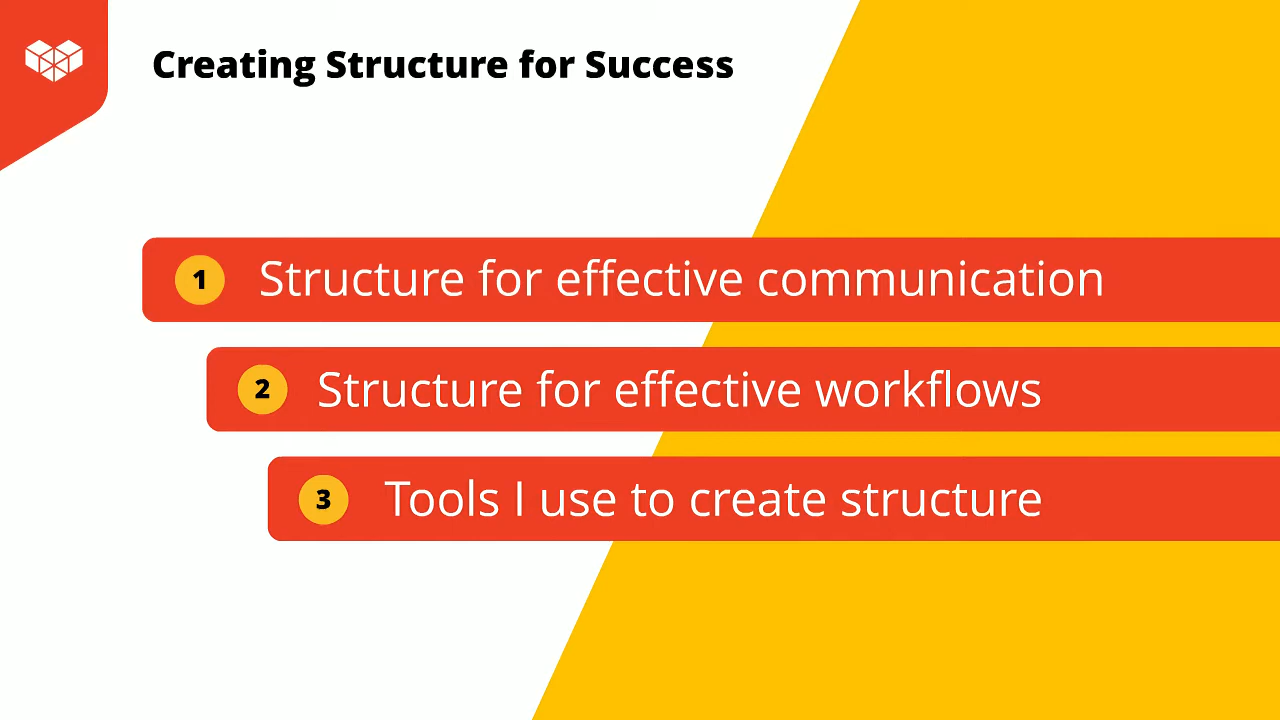 Creating Structure for Success
1 Structure for effective communication
2 Structure for effective workflows
3 Tools I use to create structure